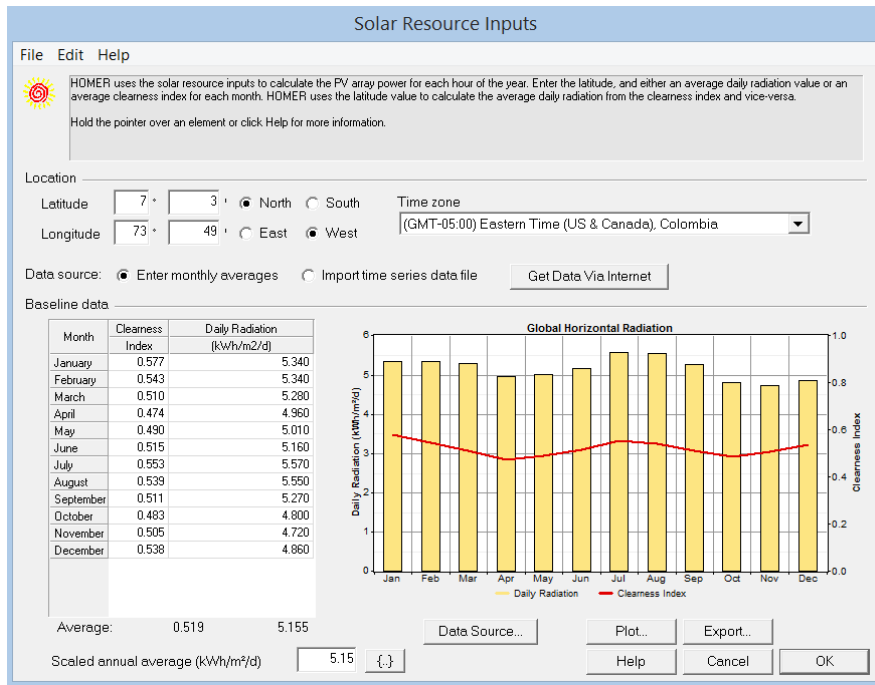 Solar Resource Inputs
File Edit Help
HOMER uses the solar resource inputs to calculate the PV array power for each hour of the year. Enter the latitude, and either an average daily radiation value or an
average clearness index for each month. HOMER uses the latitude value to calculate the average daily radiation from the clearness index and vice-versa.
Hold the pointer over an element or click Help for more information.
Location
Latitude 7 ° 3 ' North South Time zone
Longitude 73 ° 49 ' East West (GMT-05:00) Eastern Time (US & Canada), Colombia
Data source: Enter monthly averages Import time series data file Get Data Via Internet
Baseline data
Month Clearness Index Daily Radiation (kWh/m2/d)
January 0.577 5.340
February 0.543 5.340
March 0.510 5.280
April 0.474 4.960
May 0.490 5.010
June 0.515 5.160
July 0.553 5.570
August 0.539 5.550
September 0.511 5.270
October 0.483 4.800
November 0.505 4.720
December 0.538 4.860
Average: 0.519 5.155
Scaled annual average (kWh/m²/d) 5.15 {..}
Global Horizontal Radiation
Daily Radiation (kWh/m²/d)
6
5
4
3
2
1
0
Clearness Index
1.0
0.8
0.6
0.4
0.2
0.0
Jan Feb Mar Apr May Jun Jul Aug Sep Oct Nov Dec
Daily Radiation Clearness Index
Data Source... Plot... Export...
Help Cancel OK